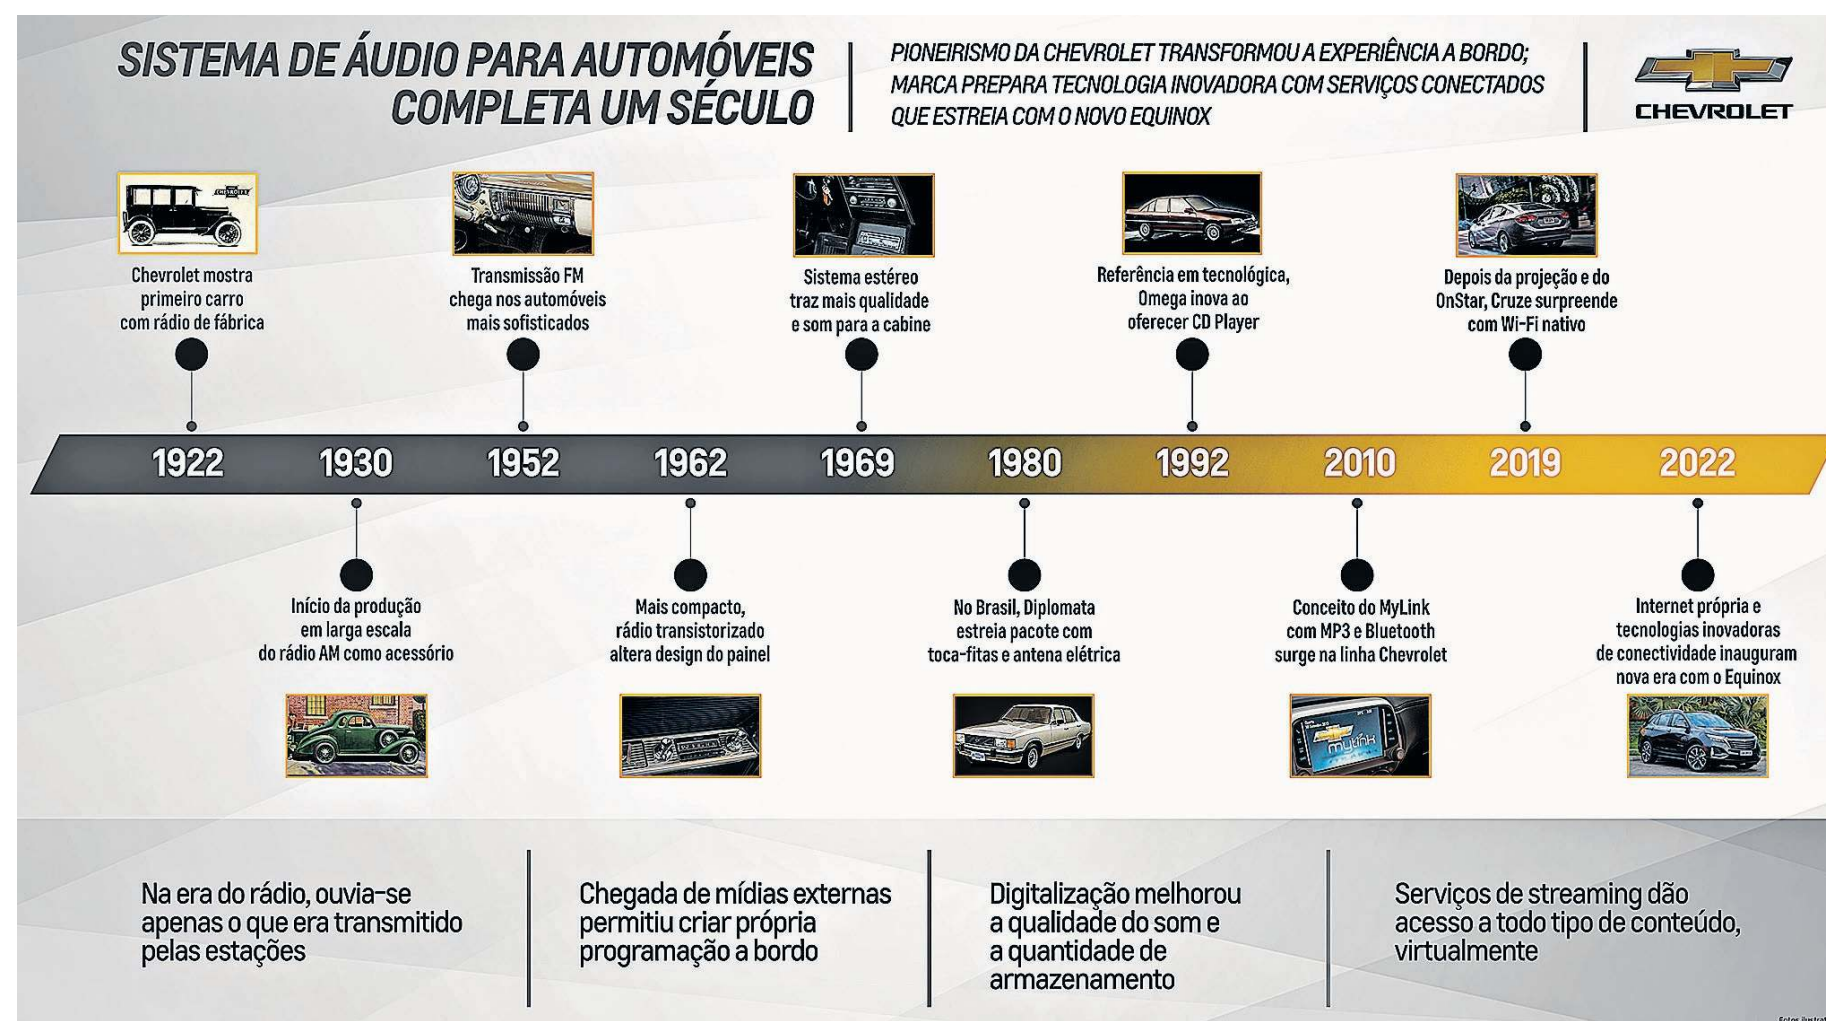 SISTEMA DE ÁUDIO PARA AUTOMÓVEIS
COMPLETA UM SÉCULO
PIONEIRISMO DA CHEVROLET TRANSFORMOU A EXPERIÊNCIA A BORDO;
MARCA PREPARA TECNOLOGIA INOVADORA COM SERVIÇOS CONECTADOS
QUE ESTREIA COM O NOVO EQUINOX
CHEVROLET
CHEVROLET
Chevrolet mostra
primeiro carro
com rádio de fábrica
Transmissão FM
chega nos automóveis
mais sofisticados
Sistema estéreo
traz mais qualidade
e som para a cabine
Referência em tecnológica,
Omega inova ao
oferecer CD Player
Depois da projeção e do
OnStar, Cruze surpreende
com Wi-Fi nativo
1922
1930
1952
1962
1969
1980
1992
2010
2019
2022
Início da produção
em larga escala
do rádio AM como acessório
Mais compacto,
rádio transistorizado
altera design do painel
No Brasil, Diplomata
estreia pacote com
toca-fitas e antena elétrica
Conceito do MyLink
com MP3 e Bluetooth
surge na linha Chevrolet
Internet própria e
tecnologias inovadoras
de conectividade inauguram
nova era com o Equinox
mylink
Na era do rádio, ouvia-se
apenas o que era transmitido
pelas estações
Chegada de mídias externas
permitiu criar própria
programação a bordo
Digitalização melhorou
a qualidade do som e
a quantidade de
armazenamento
Serviços de streaming dão
acesso a todo tipo de conteúdo,
virtualmente